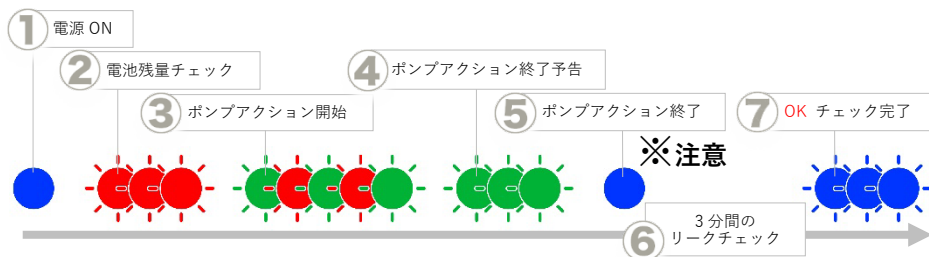 ① 電源 ON
② 電池残量チェック
③ ポンプアクション開始
④ ポンプアクション終了予告
⑤ ポンプアクション終了
※注意
⑥ 3 分間の
リークチェック
⑦ OK チェック完了